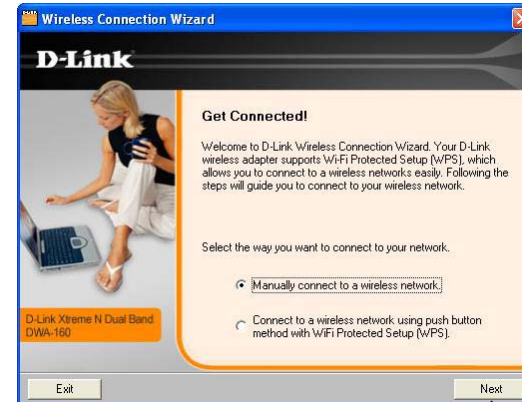 Wireless Connection Wizard
D-Link
Get Connected!
Welcome to D-Link Wireless Connection Wizard. Your D-Link
wireless adapter supports Wi-Fi Protected Setup (WPS), which
allows you to connect to a wireless networks easily. Following the
steps will guide you to connect to your wireless network.
Select the way you want to connect to your network.
Manually connect to a wireless network.
Connect to a wireless network using push button
method with WiFi Protected Setup (WPS).
D-Link Xtreme N Dual Band
DWA-160
Exit
Next